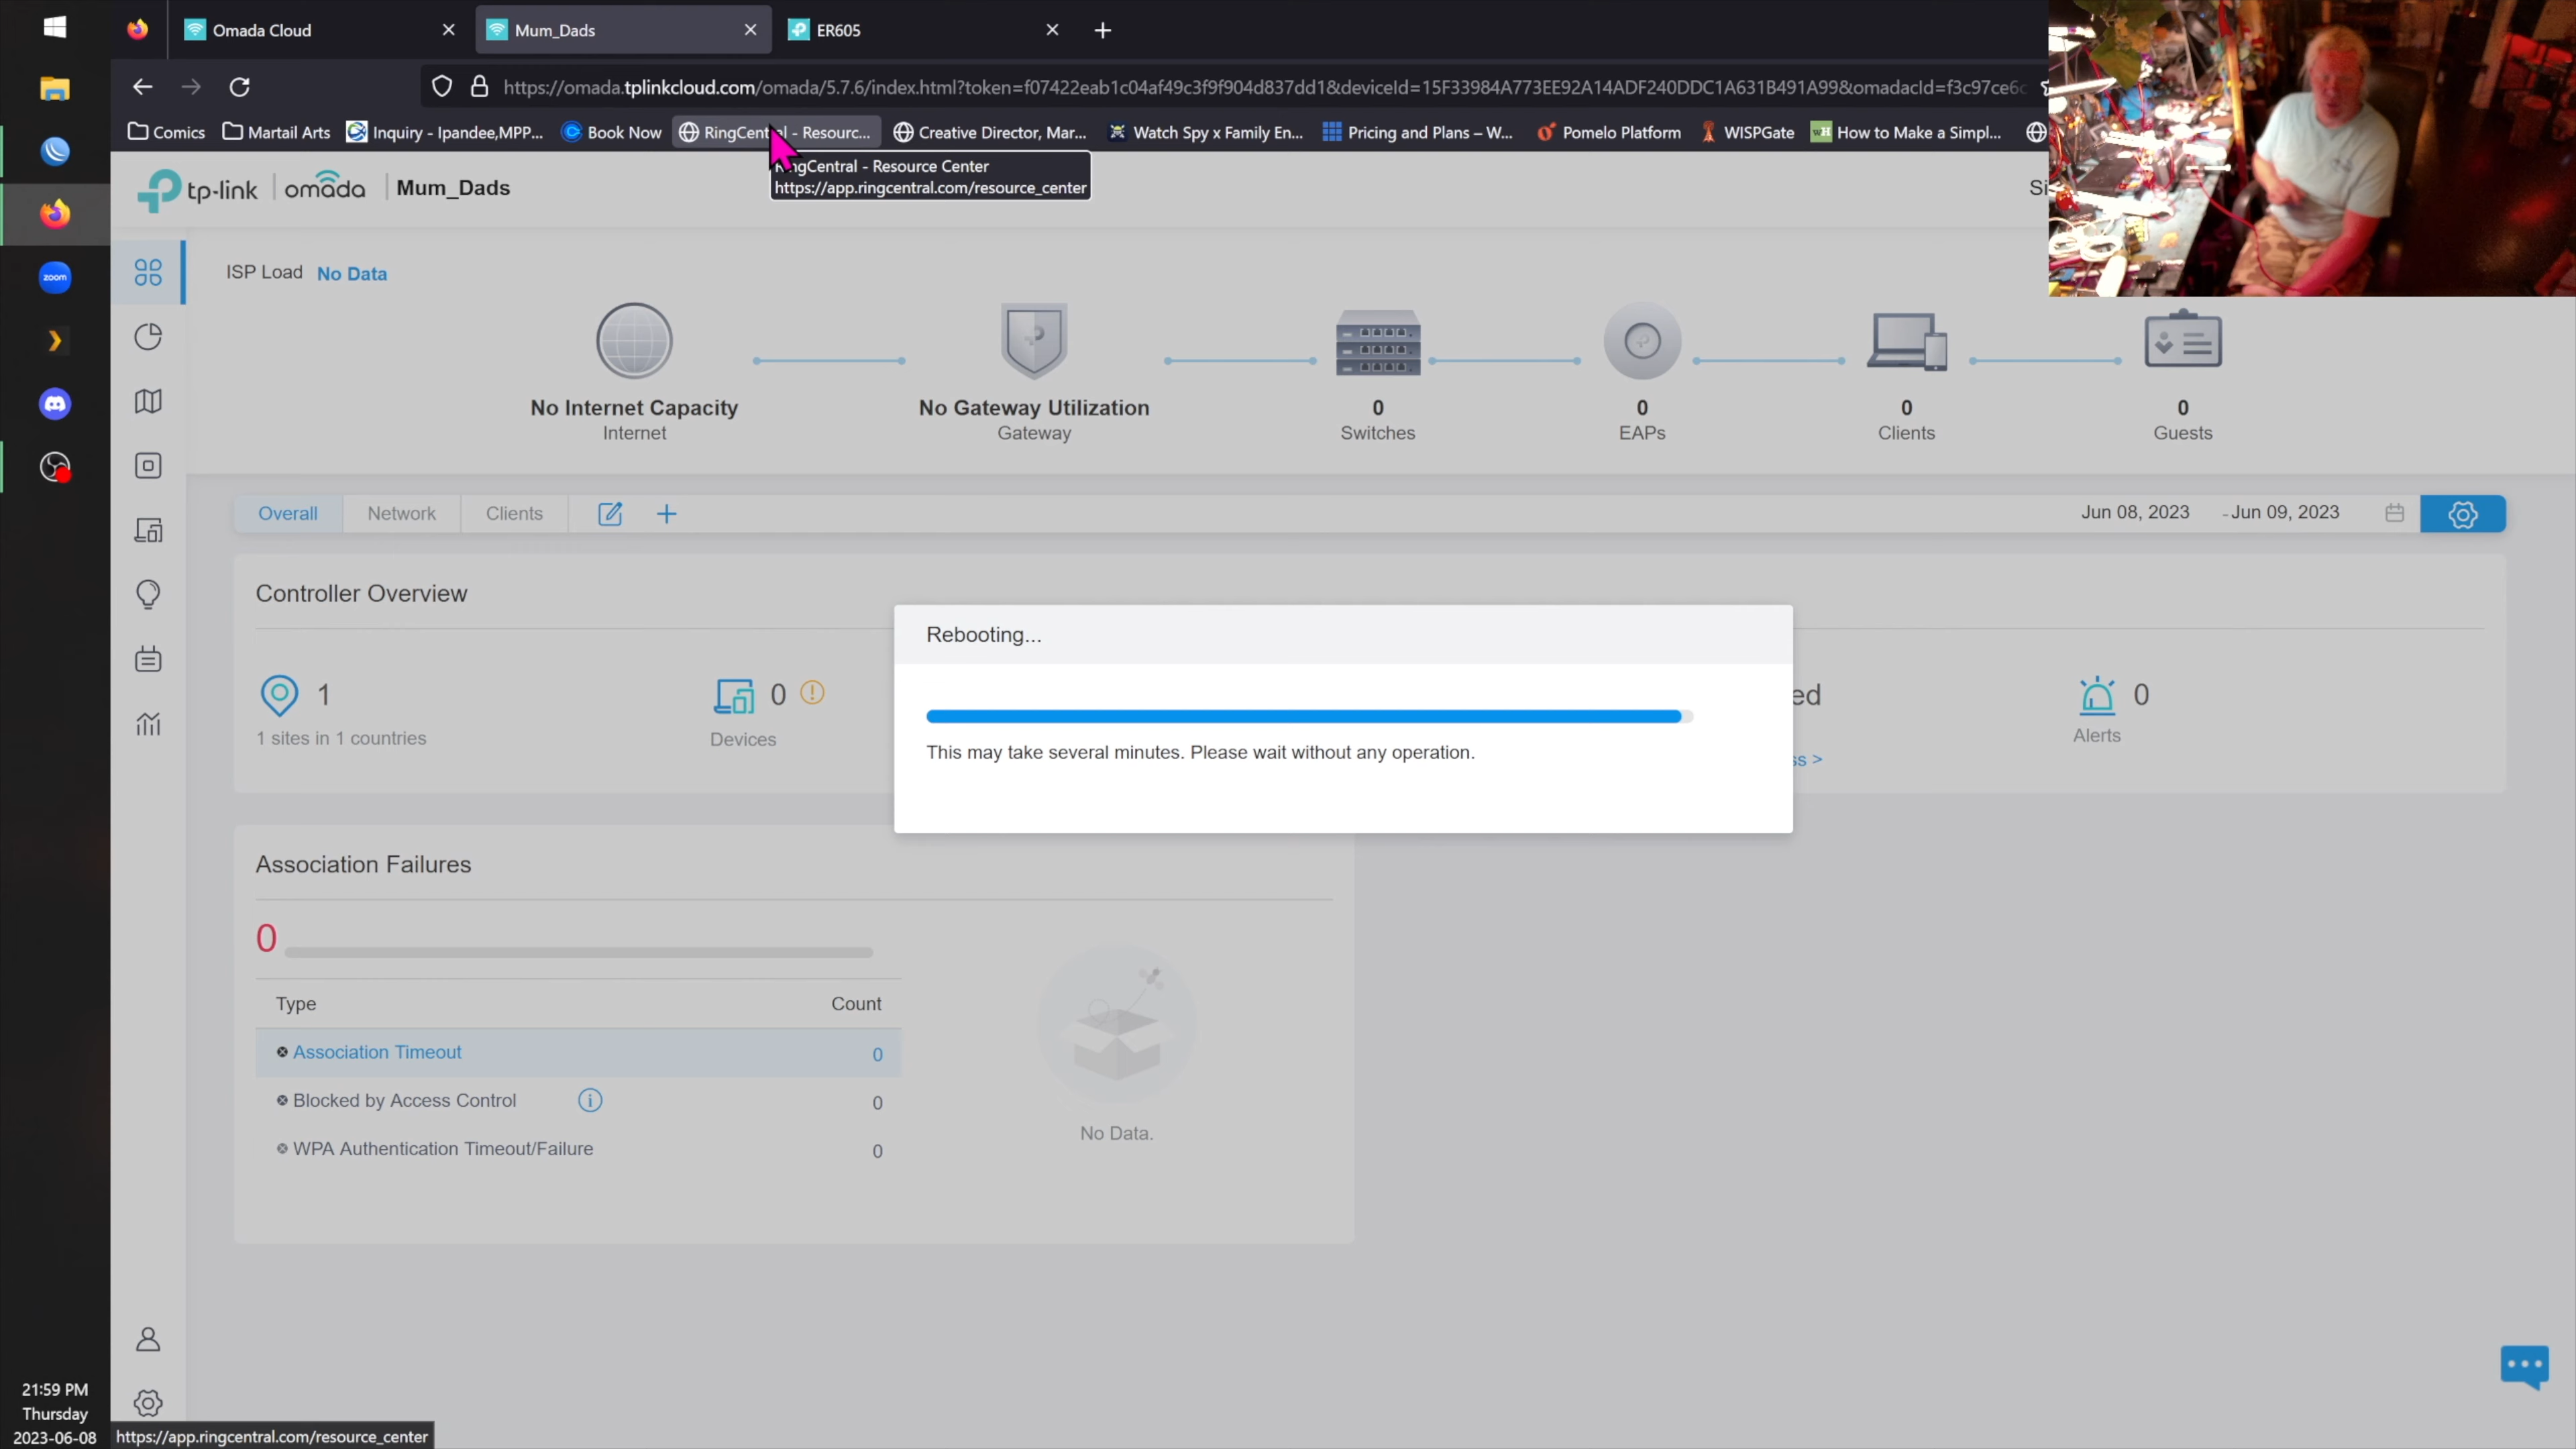 Omada Cloud
Mum_Dads
ER605
https://omada.tplinkcloud.com/omada/5.7.6/index.html?token=f07422eab1c04af49c3f9f904d837dd1&deviceId=15F33984A773EE92A14ADF240DDC1A631B491A99&omadacId=f3c97ce6c
Comics
Martail Arts
Inquiry - Ipandee,MPP...
Book Now
RingCentral - Resourc...
Creative Director, Mar...
Watch Spy x Family En...
Pricing and Plans – W...
Pomelo Platform
WISPGate
How to Make a Simpl...
RingCentral - Resource Center
https://app.ringcentral.com/resource_center
tp-link
omada
Mum_Dads
Si
zoom
ISP Load No Data
No Internet Capacity
Internet
No Gateway Utilization
Gateway
0
Switches
0
EAPs
0
Clients
0
Guests
Overall
Network
Clients
Jun 08, 2023 - Jun 09, 2023
Controller Overview
1
1 sites in 1 countries
0
Devices
ed
ss >
0
Alerts
Rebooting...
This may take several minutes. Please wait without any operation.
Association Failures
0
Type Count
Association Timeout 0
Blocked by Access Control 0
WPA Authentication Timeout/Failure 0
No Data.
21:59 PM
Thursday
2023-06-08
https://app.ringcentral.com/resource_center